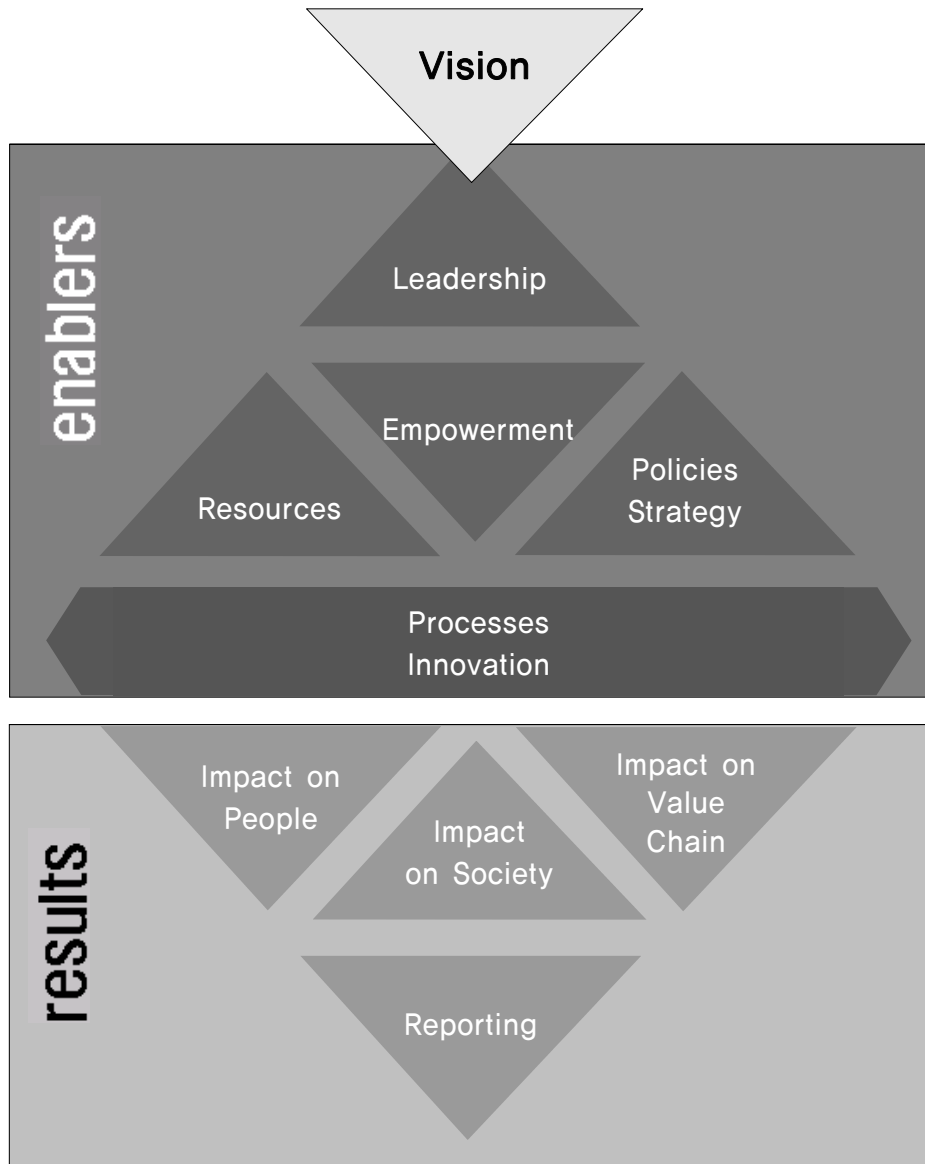 Vision
enablers
Leadership
Empowerment
Resources
Policies
Strategy
Processes
Innovation
results
Impact on
People
Impact
on Society
Impact on
Value
Chain
Reporting